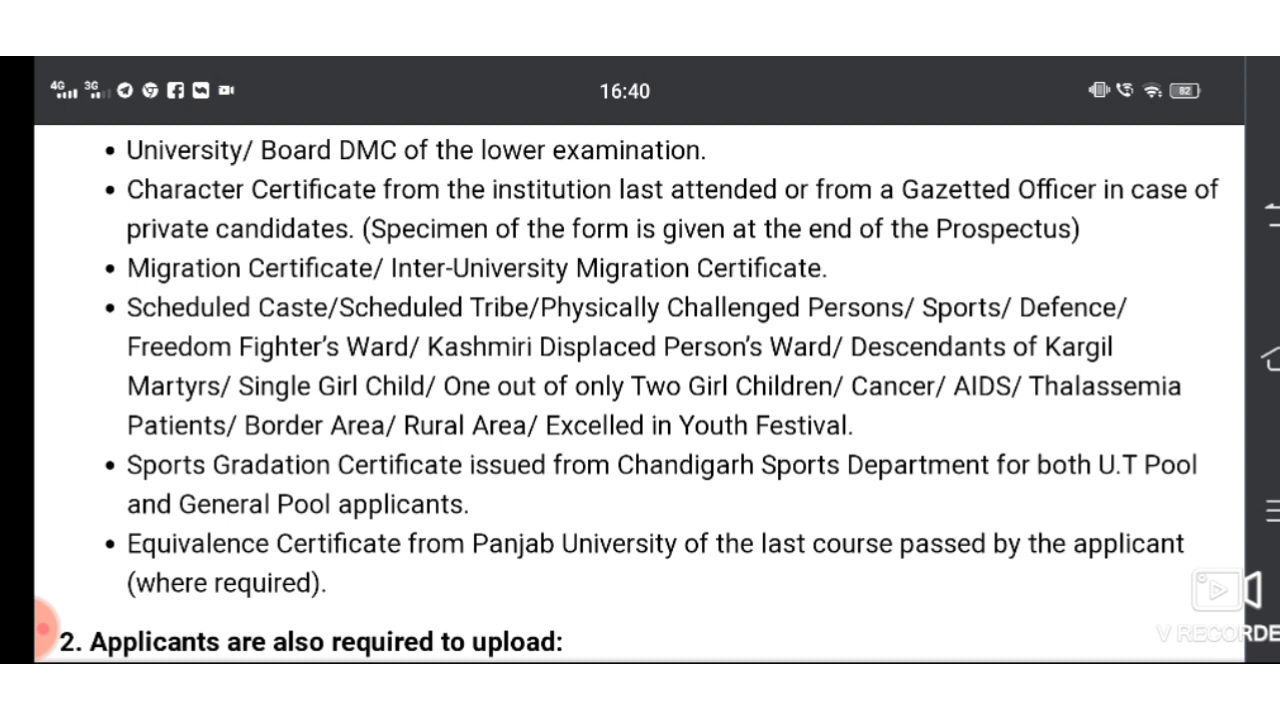 4G 3G 16:40 82
• University/ Board DMC of the lower examination.
• Character Certificate from the institution last attended or from a Gazetted Officer in case of
private candidates. (Specimen of the form is given at the end of the Prospectus)
• Migration Certificate/ Inter-University Migration Certificate.
• Scheduled Caste/Scheduled Tribe/Physically Challenged Persons/ Sports/ Defence/
Freedom Fighter’s Ward/ Kashmiri Displaced Person’s Ward/ Descendants of Kargil
Martyrs/ Single Girl Child/ One out of only Two Girl Children/ Cancer/ AIDS/ Thalassemia
Patients/ Border Area/ Rural Area/ Excelled in Youth Festival.
• Sports Gradation Certificate issued from Chandigarh Sports Department for both U.T Pool
and General Pool applicants.
• Equivalence Certificate from Panjab University of the last course passed by the applicant
(where required).
V RECORDE
2. Applicants are also required to upload: